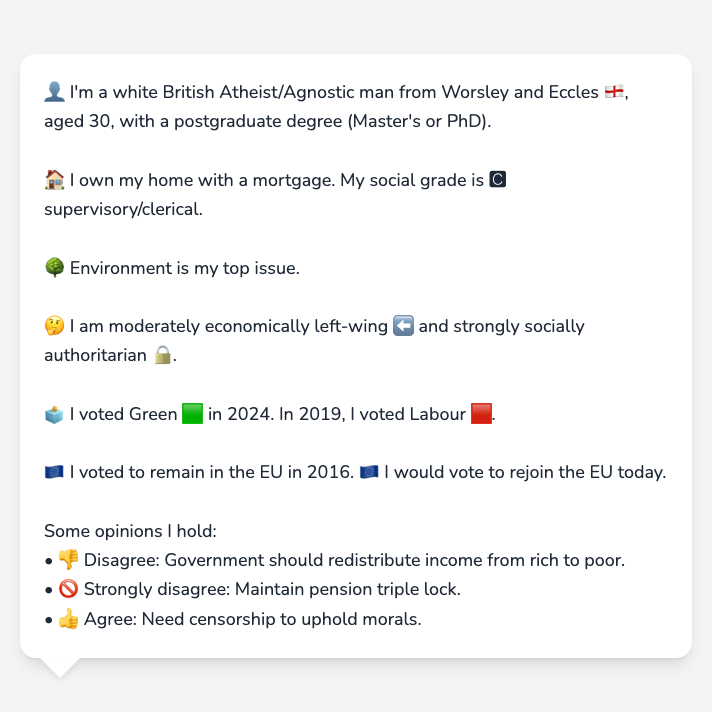 👤 I'm a white British Atheist/Agnostic man from Worsley and Eccles 🏴󠁧󠁢󠁥󠁮󠁧󠁿,
aged 30, with a postgraduate degree (Master's or PhD).
🏠 I own my home with a mortgage. My social grade is 🅲
supervisory/clerical.
🌳 Environment is my top issue.
🤔 I am moderately economically left-wing ⬅️ and strongly socially
authoritarian 🔒.
🗳️ I voted Green 🟩 in 2024. In 2019, I voted Labour 🟥.
🇪🇺 I voted to remain in the EU in 2016. 🇪🇺 I would vote to rejoin the EU today.
Some opinions I hold:
• 👎 Disagree: Government should redistribute income from rich to poor.
• 🚫 Strongly disagree: Maintain pension triple lock.
• 👍 Agree: Need censorship to uphold morals.